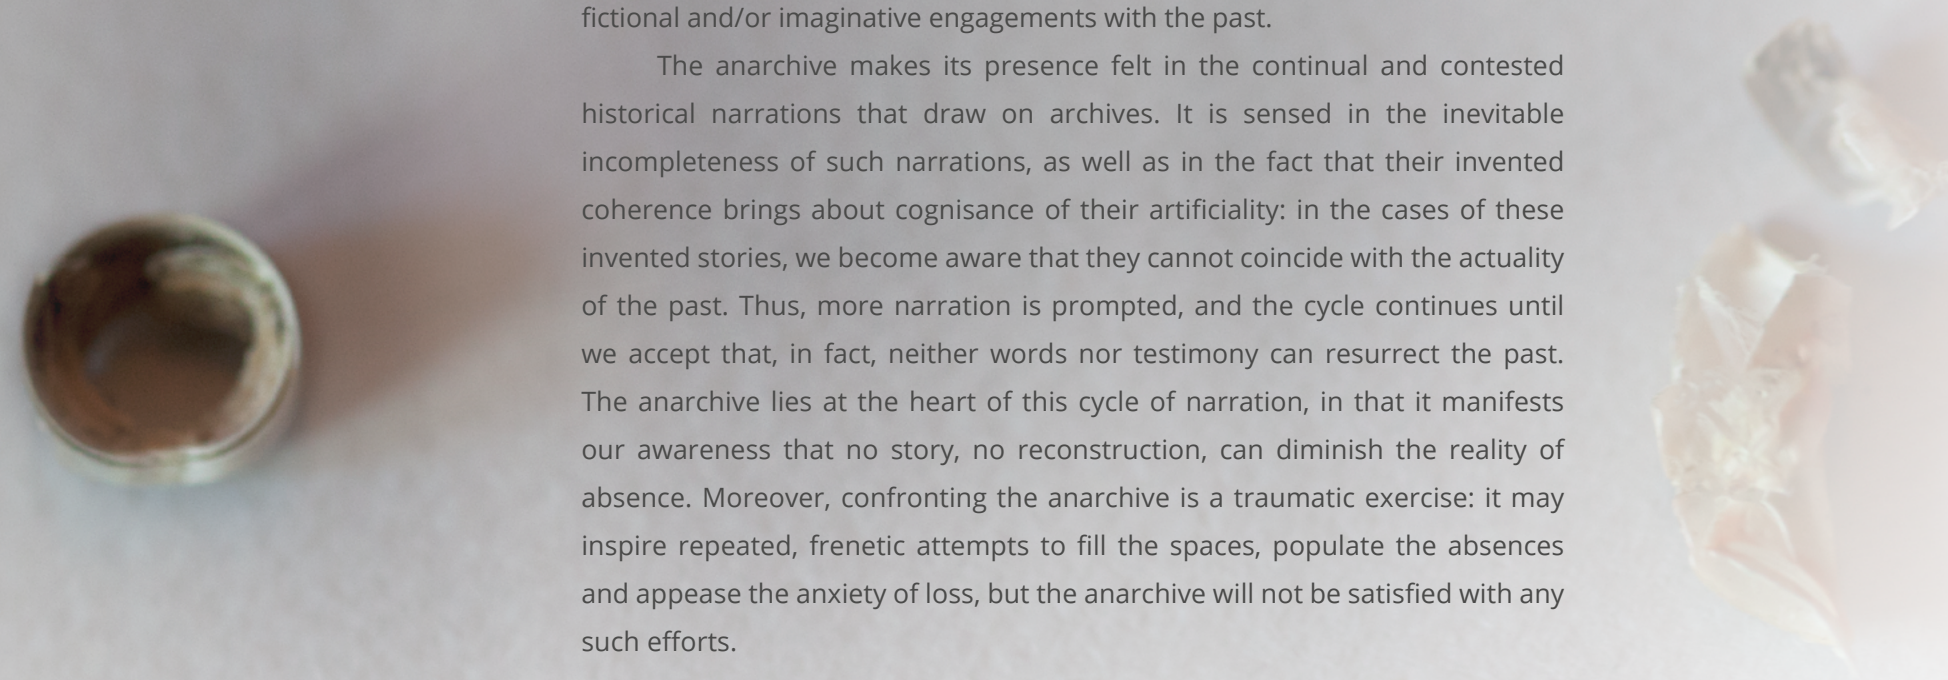 fictional and/or imaginative engagements with the past.
The anarchive makes its presence felt in the continual and contested
historical narrations that draw on archives. It is sensed in the inevitable
incompleteness of such narrations, as well as in the fact that their invented
coherence brings about cognisance of their artificiality: in the cases of these
invented stories, we become aware that they cannot coincide with the actuality
of the past. Thus, more narration is prompted, and the cycle continues until
we accept that, in fact, neither words nor testimony can resurrect the past.
The anarchive lies at the heart of this cycle of narration, in that it manifests
our awareness that no story, no reconstruction, can diminish the reality of
absence. Moreover, confronting the anarchive is a traumatic exercise: it may
inspire repeated, frenetic attempts to fill the spaces, populate the absences
and appease the anxiety of loss, but the anarchive will not be satisfied with any
such efforts.